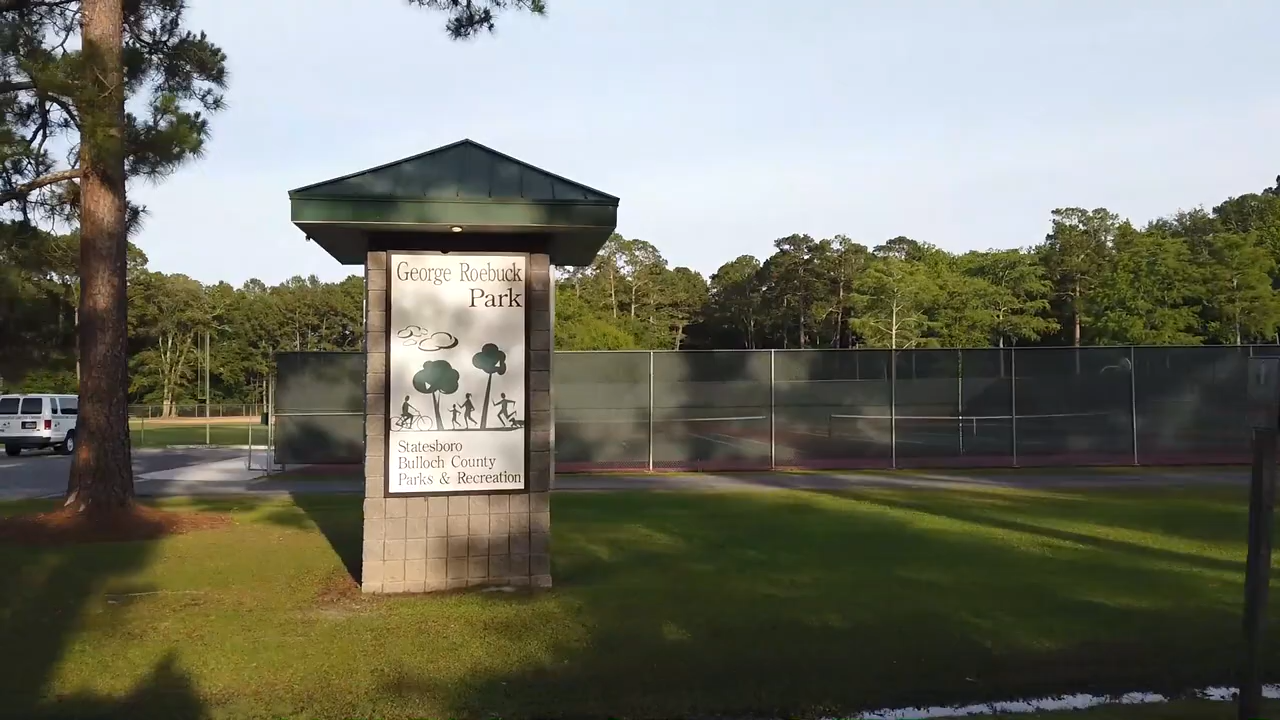 George Roebuck
Park
Statesboro
Bulloch County
Parks & Recreation